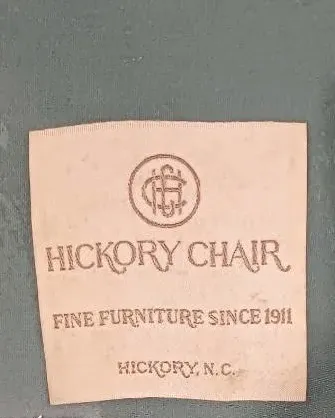 HICKORY CHAIR
FINE FURNITURE SINCE 1911
HICKORY, N.C.